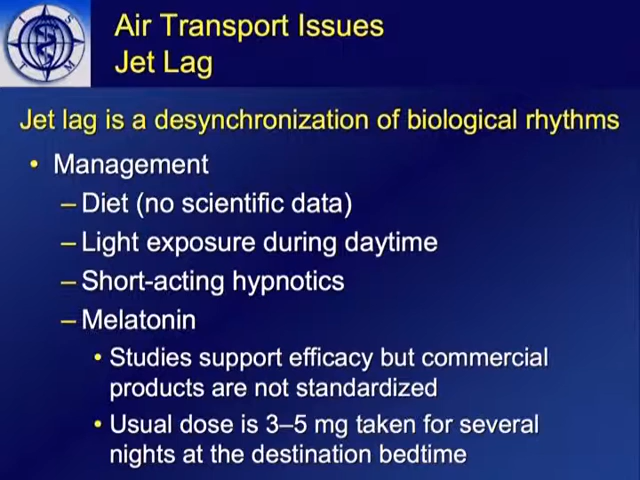 I S T M
Air Transport Issues
Jet Lag
Jet lag is a desynchronization of biological rhythms
• Management
– Diet (no scientific data)
– Light exposure during daytime
– Short-acting hypnotics
– Melatonin
• Studies support efficacy but commercial
products are not standardized
• Usual dose is 3–5 mg taken for several
nights at the destination bedtime